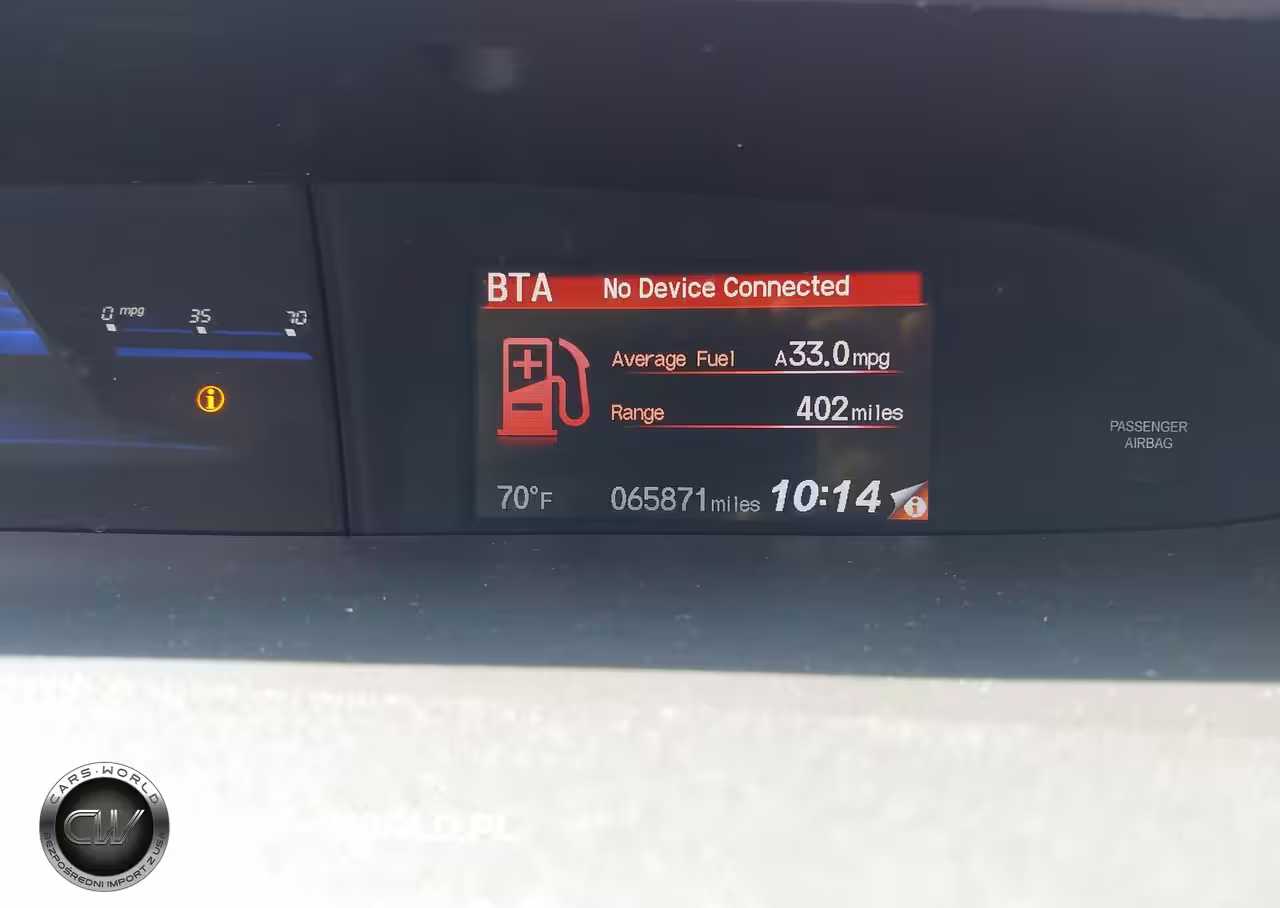 BTA No Device Connected
0 mpg 35 70
Average Fuel A33.0mpg
Range 402miles
PASSENGER
AIRBAG
70°F 065871miles 10:14
CARS·WORLD
CW
BEZPOŚREDNI IMPORT Z USA